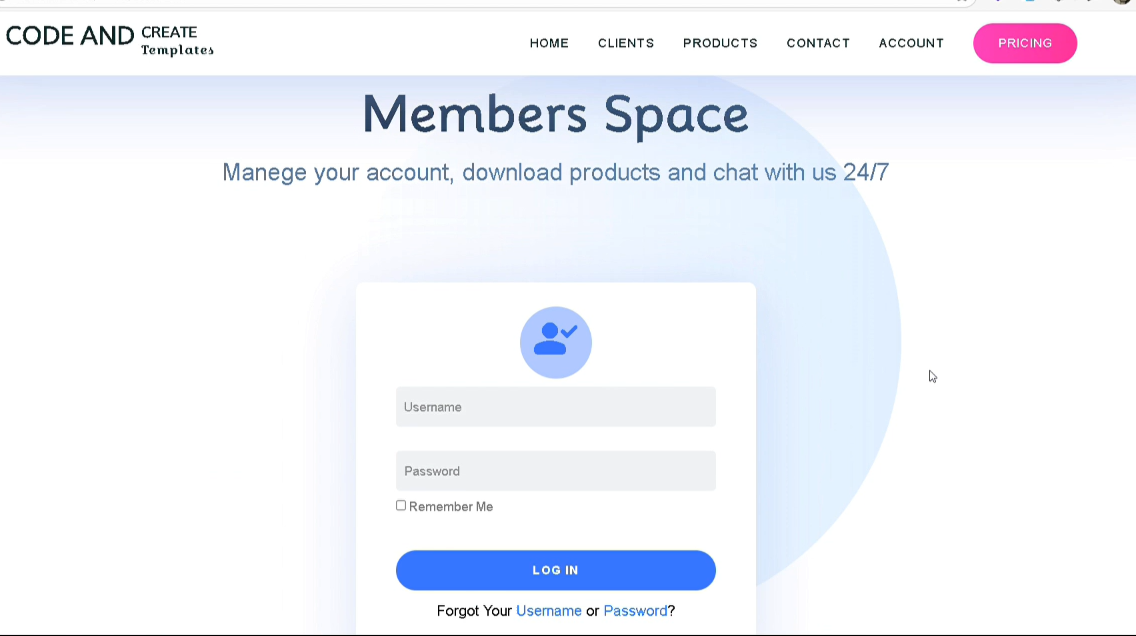 CODE AND CREATE
Templates
HOME CLIENTS PRODUCTS CONTACT ACCOUNT PRICING
Members Space
Manege your account, download products and chat with us 24/7
Username
Password
Remember Me
LOG IN
Forgot Your Username or Password?